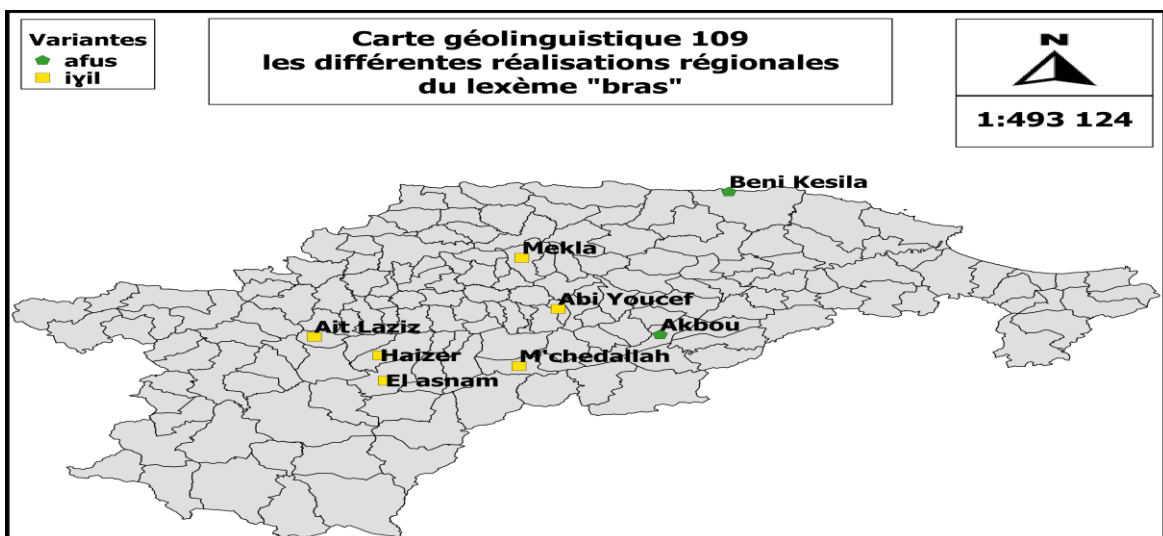 Variantes
afus
iɣil
Carte géolinguistique 109
les différentes réalisations régionales
du lexème "bras"
N
1:493 124
Beni Kesila
Mekla
Abi Youcef
Akbou
Ait Laziz
Haizer
M'chedallah
El asnam